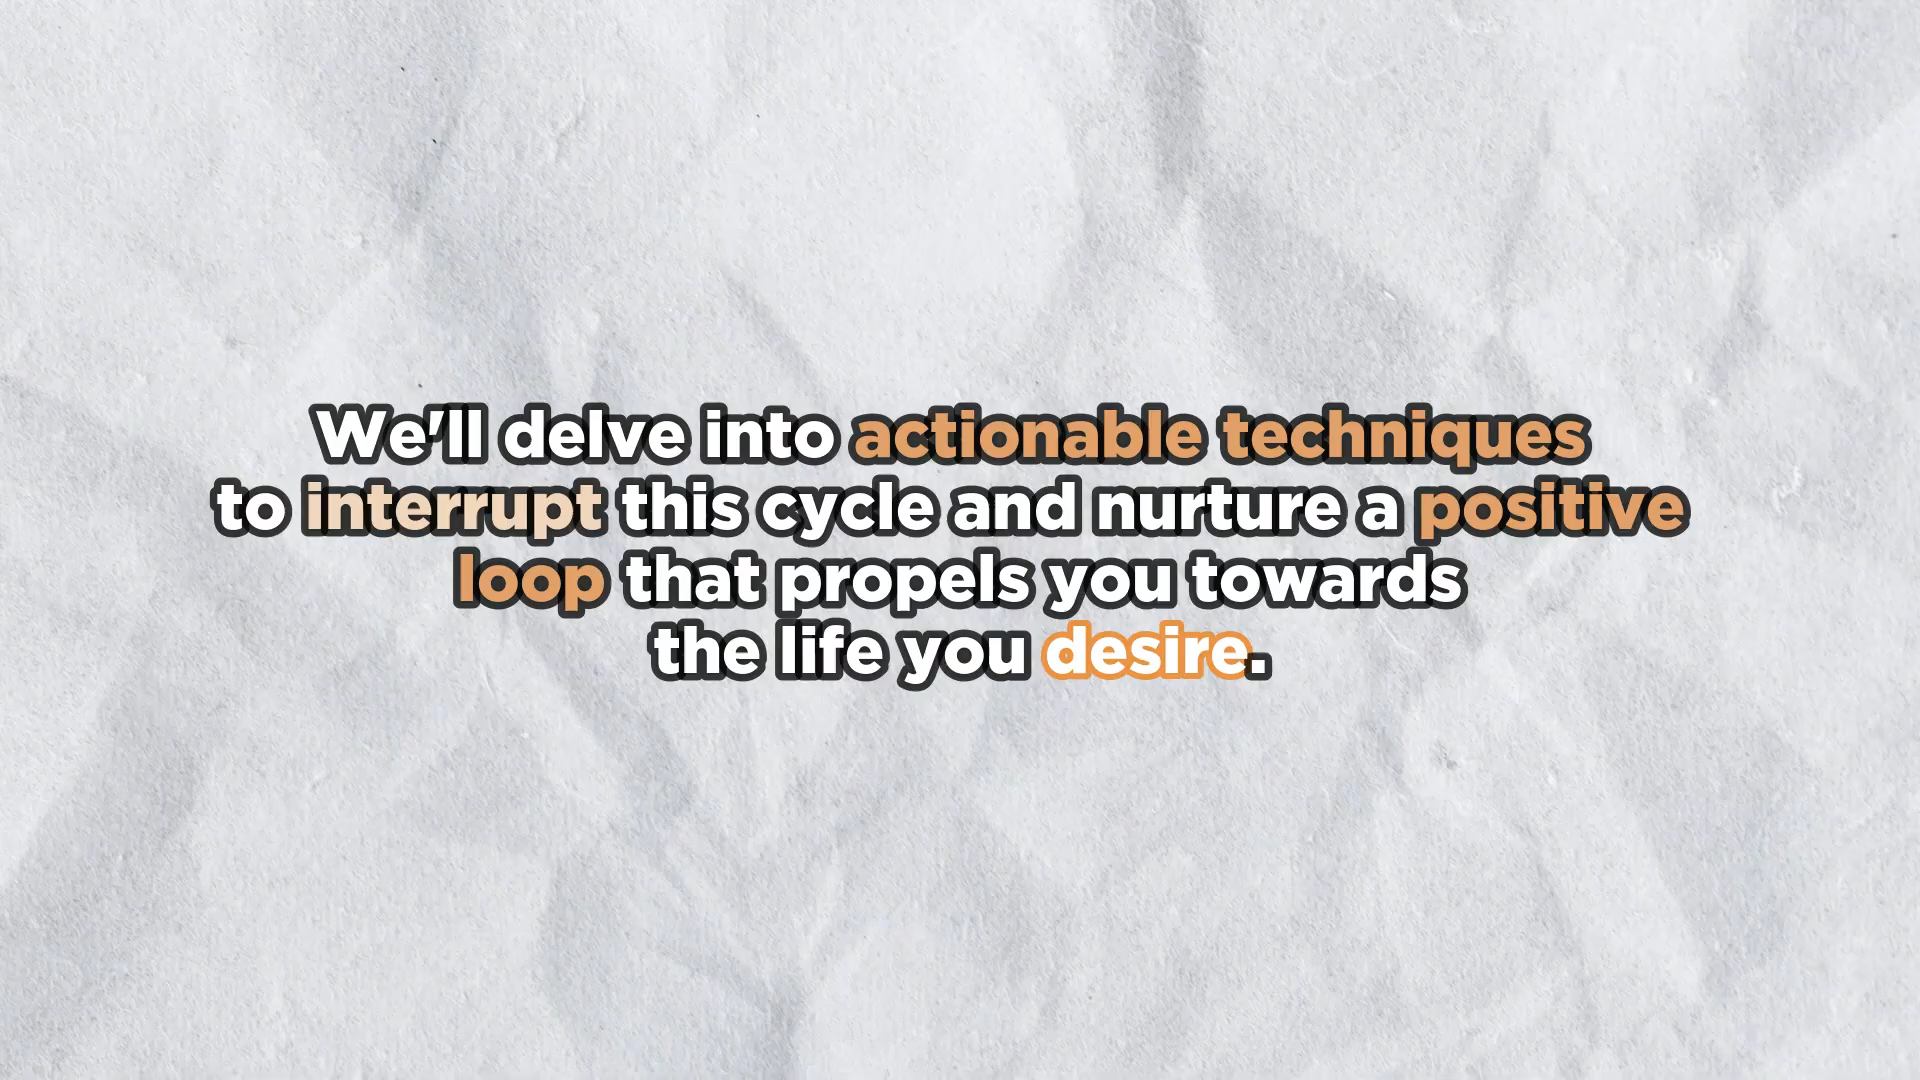 We'll delve into actionable techniques
to interrupt this cycle and nurture a positive
loop that propels you towards
the life you desire.